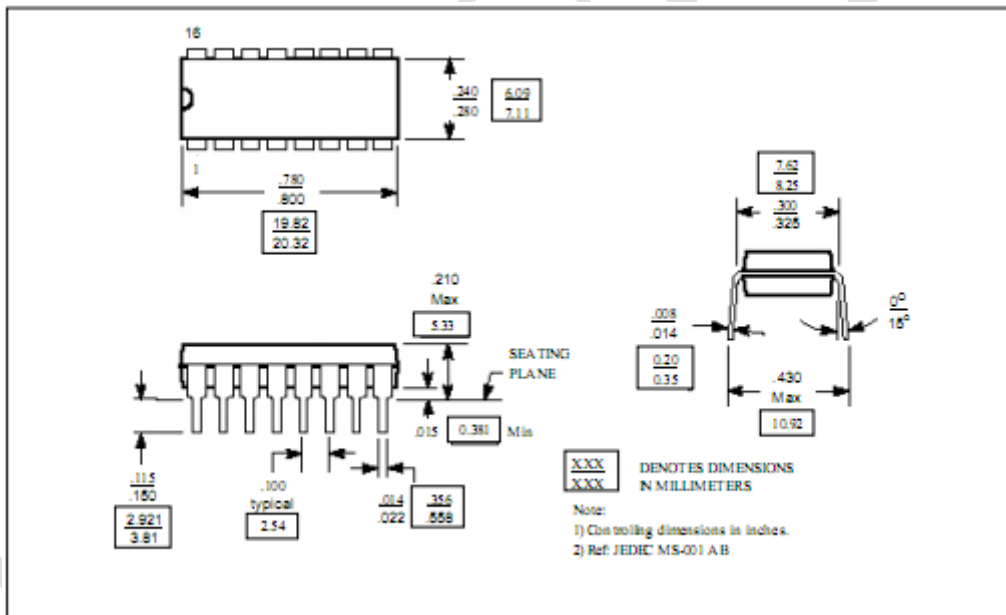 16
.240
.280
6.09
7.11
1
.780
.800
19.82
20.32
7.62
8.25
.300
.325
.210
Max
5.33
SEATING
PLANE
.008
.014
0.20
0.35
0°
15°
.430
Max
10.92
.015
0.381
Min
.115
.150
2.921
3.81
.100
typical
2.54
.014
.022
.356
.558
XXX
XXX
DENOTES DIMENSIONS
IN MILLIMETERS
Note:
1) Controlling dimensions in inches.
2) Ref: JEDEC MS-001 AB